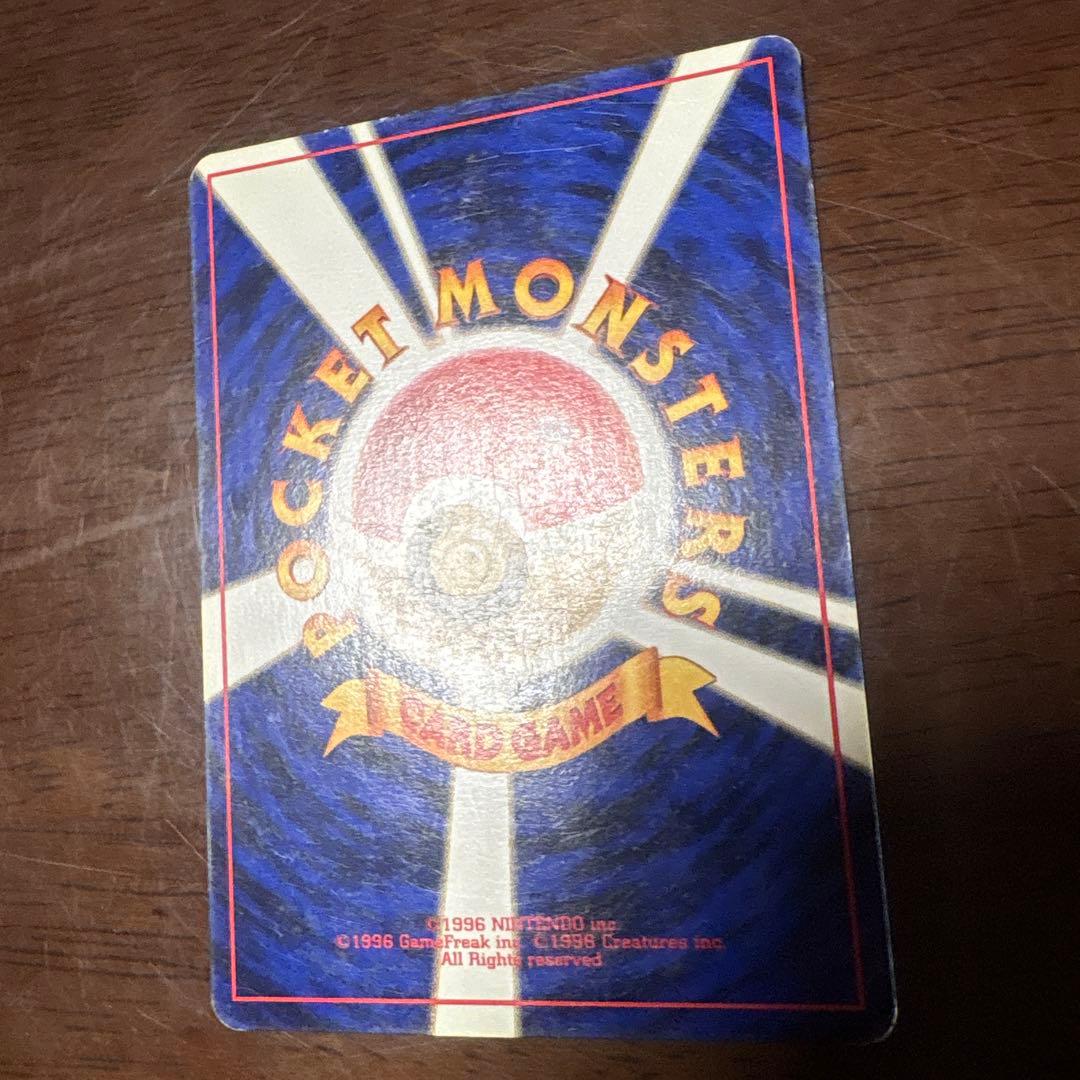 POCKET MONSTERS
CARD GAME
©1996 NINTENDO inc.
©1996 GameFreak inc. ©1996 Creatures inc.
All Rights reserved.